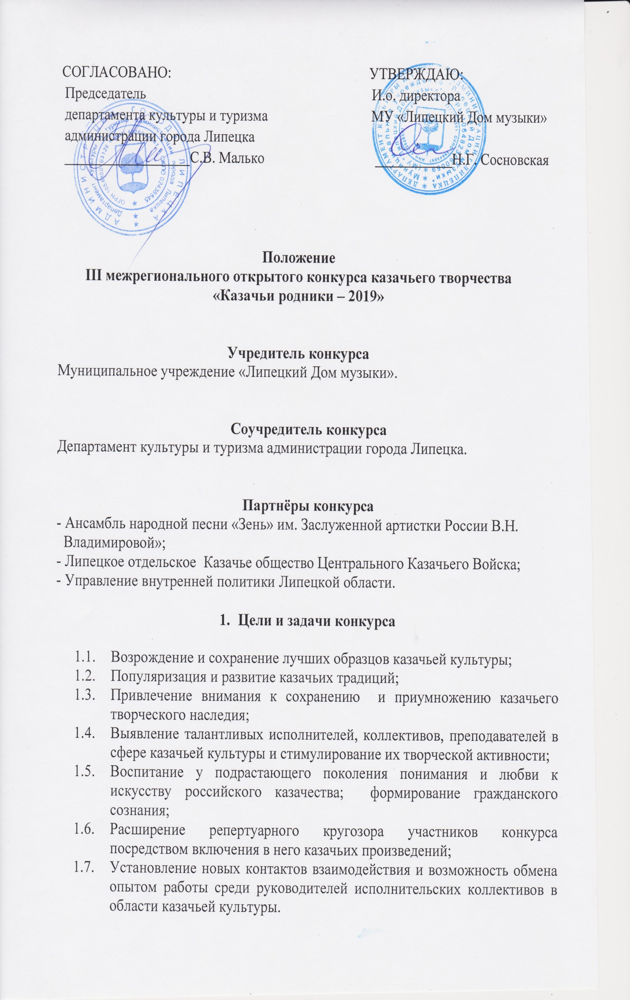 СОГЛАСОВАНО:
Председатель
департамента культуры и туризма
администрации города Липецка
С.В. Малько
УТВЕРЖДАЮ:
И.о. директора
МУ «Липецкий Дом музыки»
Н.Г. Сосновская
Положение
III межрегионального открытого конкурса казачьего творчества
«Казачьи родники – 2019»
Учредитель конкурса
Муниципальное учреждение «Липецкий Дом музыки».
Соучредитель конкурса
Департамент культуры и туризма администрации города Липецка.
Партнёры конкурса
- Ансамбль народной песни «Зень» им. Заслуженной артистки России В.Н.
Владимировой»;
- Липецкое отдельское Казачье общество Центрального Казачьего Войска;
- Управление внутренней политики Липецкой области.
1. Цели и задачи конкурса
1.1. Возрождение и сохранение лучших образцов казачьей культуры;
1.2. Популяризация и развитие казачьих традиций;
1.3. Привлечение внимания к сохранению и приумножению казачьего
творческого наследия;
1.4. Выявление талантливых исполнителей, коллективов, преподавателей в
сфере казачьей культуры и стимулирование их творческой активности;
1.5. Воспитание у подрастающего поколения понимания и любви к
искусству российского казачества; формирование гражданского
сознания;
1.6. Расширение репертуарного кругозора участников конкурса
посредством включения в него казачьих произведений;
1.7. Установление новых контактов взаимодействия и возможность обмена
опытом работы среди руководителей исполнительских коллективов в
области казачьей культуры.